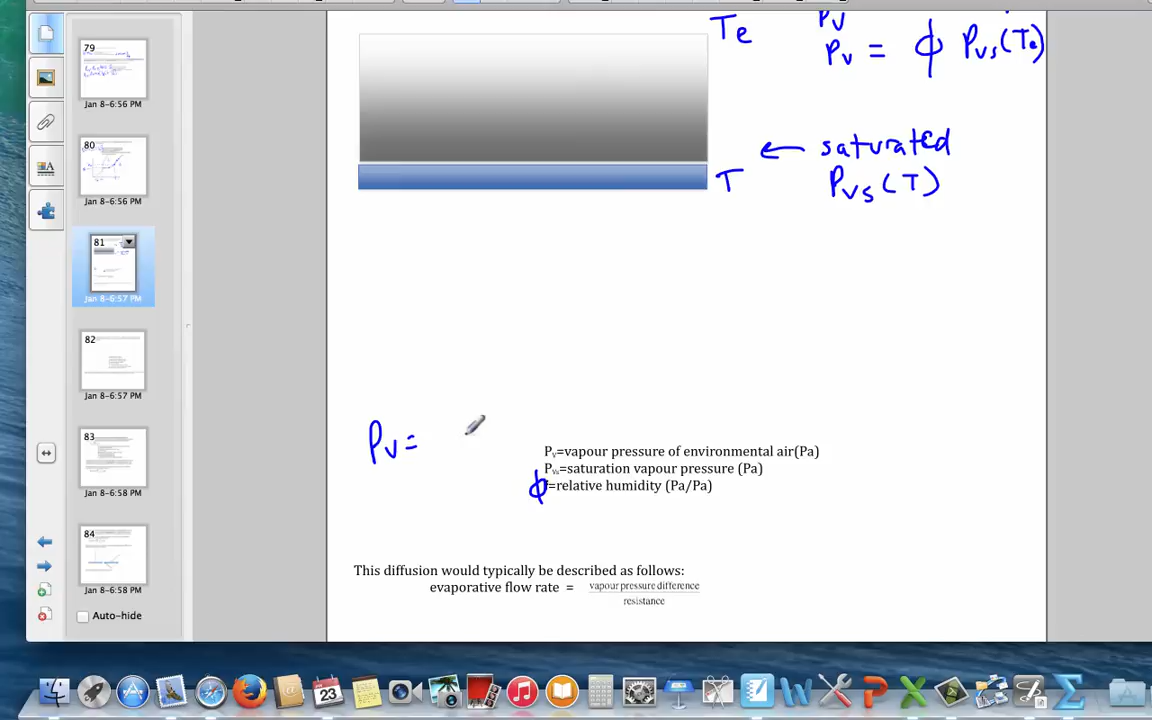 79
Jan 8-6:56 PM
80
Jan 8-6:56 PM
81
Jan 8-6:57 PM
82
Jan 8-6:57 PM
83
Jan 8-6:58 PM
84
Jan 8-6:58 PM
Auto-hide
Te
Pv
Pv = ϕ Pvs(Te)
← saturated
T
Pvs(T)
Pv=
Pv=vapour pressure of environmental air(Pa)
Pvs=saturation vapour pressure (Pa)
ϕ=relative humidity (Pa/Pa)
This diffusion would typically be described as follows:
evaporative flow rate = vapour pressure difference
resistance
23